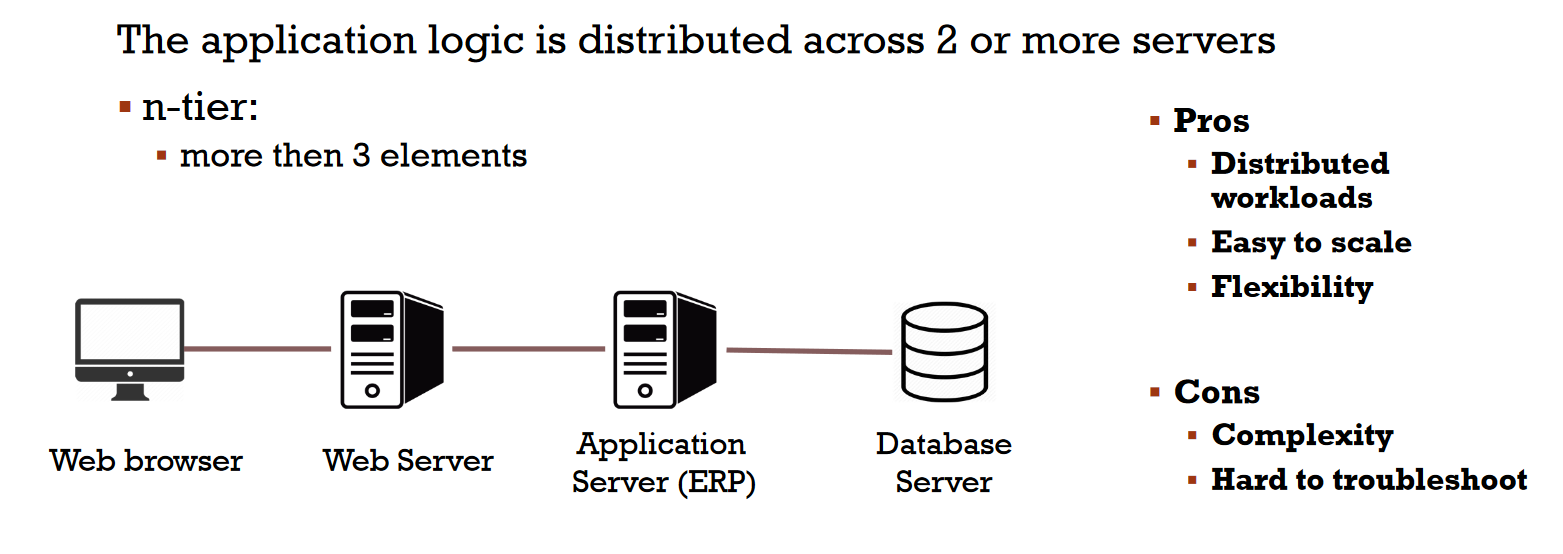 The application logic is distributed across 2 or more servers
n-tier:
more then 3 elements
Pros
Distributed
workloads
Easy to scale
Flexibility
Cons
Complexity
Hard to troubleshoot
Web browser
Web Server
Application
Server (ERP)
Database
Server